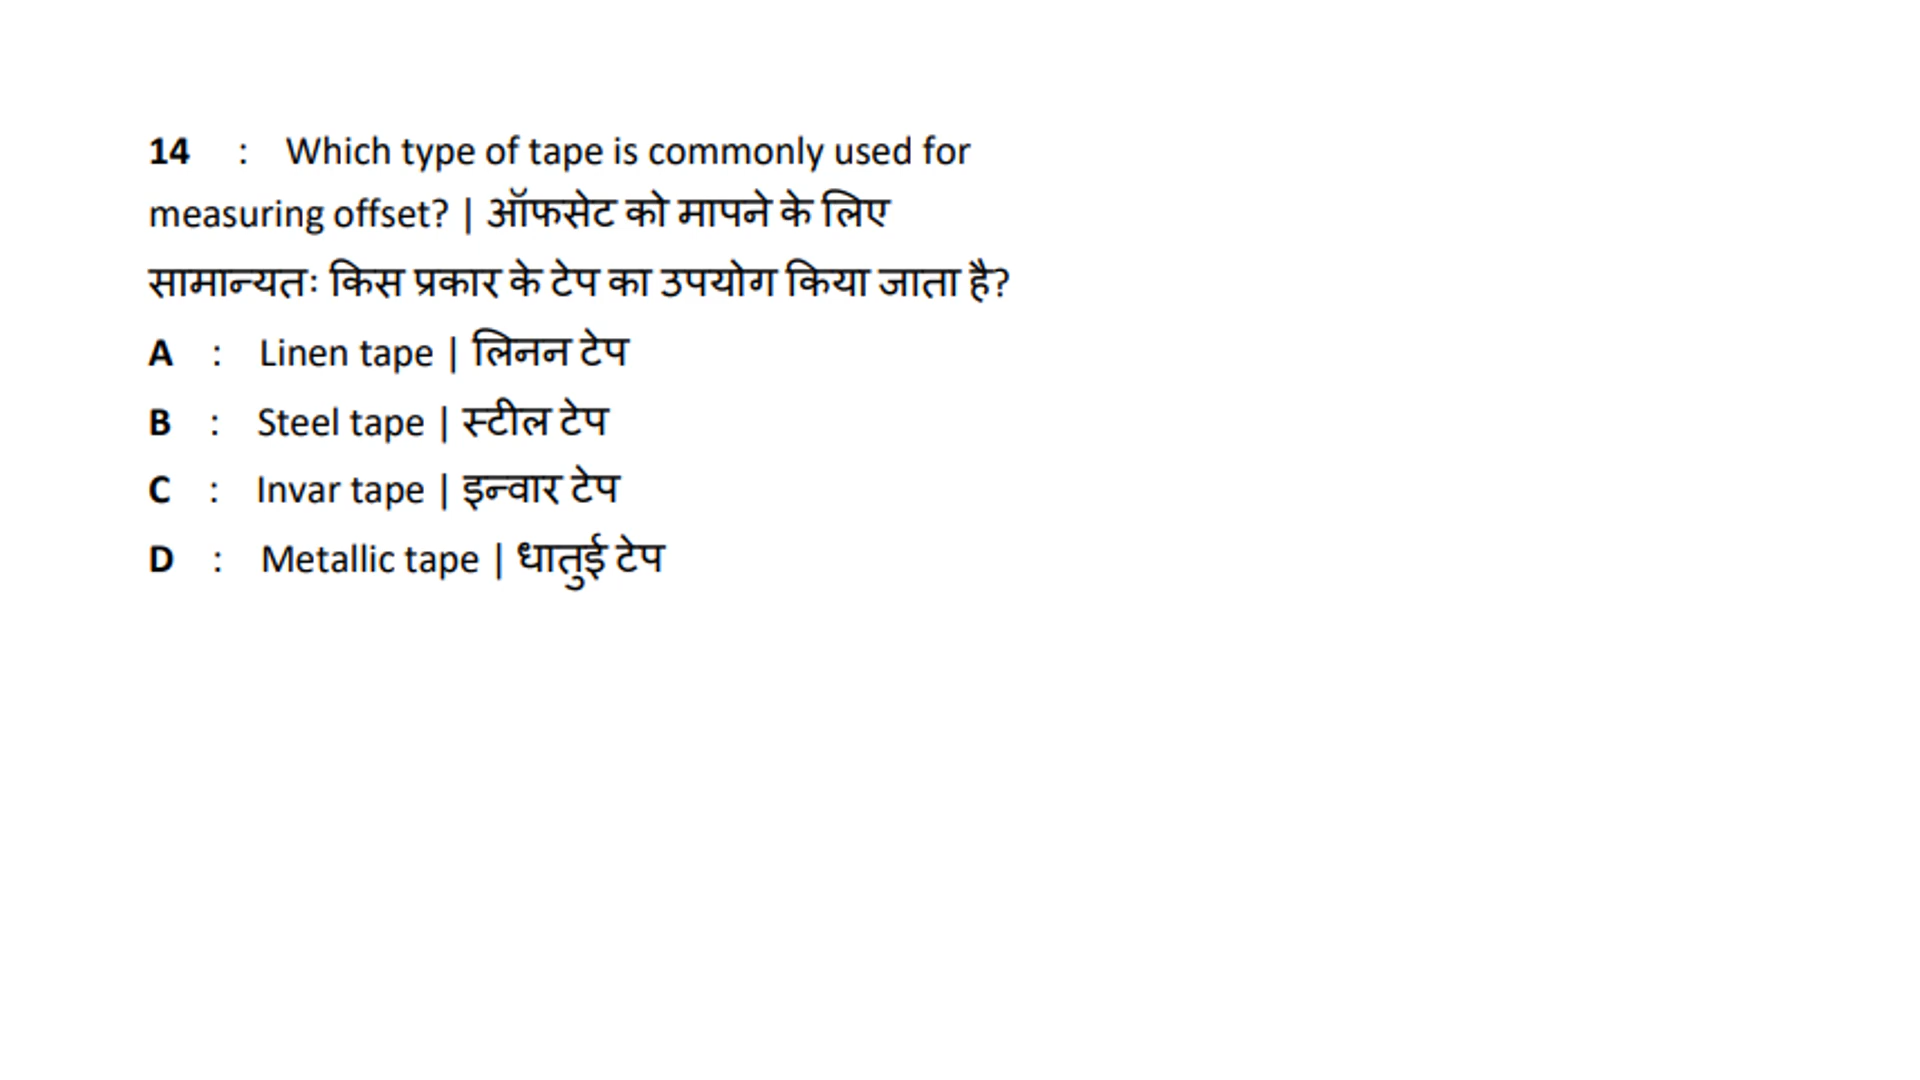 14 : Which type of tape is commonly used for
measuring offset? | ऑफसेट को मापने के लिए
सामान्यतः किस प्रकार के टेप का उपयोग किया जाता है?
A : Linen tape | लिनन टेप
B : Steel tape | स्टील टेप
C : Invar tape | इन्वार टेप
D : Metallic tape | धातुई टेप